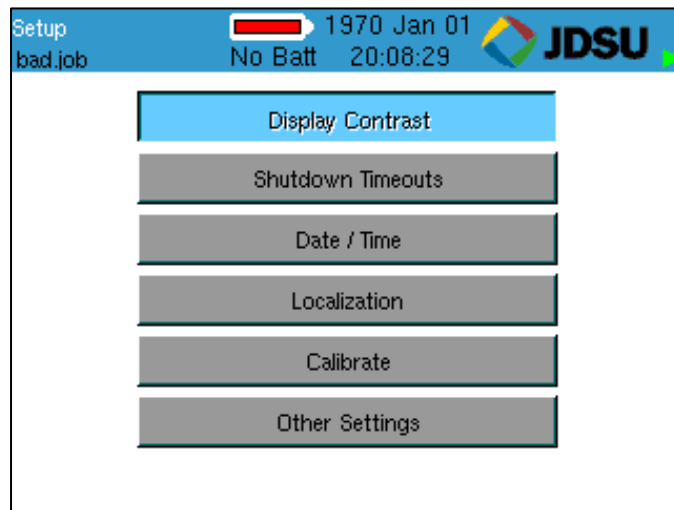 Setup
1970 Jan 01
JDSU
bad.job
No Batt
20:08:29
Display Contrast
Shutdown Timeouts
Date / Time
Localization
Calibrate
Other Settings